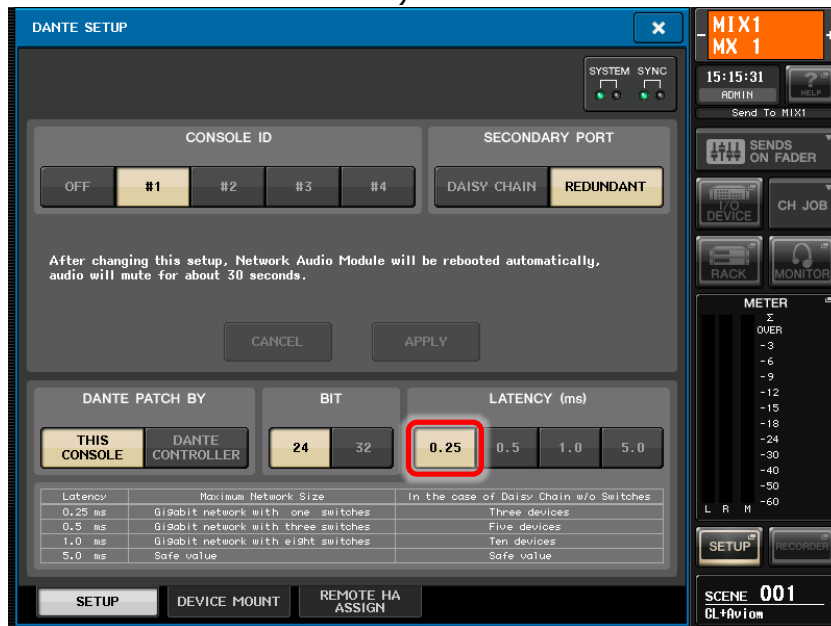 DANTE SETUP
SYSTEM SYNC
CONSOLE ID
SECONDARY PORT
OFF #1 #2 #3 #4
DAISY CHAIN REDUNDANT
After changing this setup, Network Audio Module will be rebooted automatically,
audio will mute for about 30 seconds.
CANCEL APPLY
DANTE PATCH BY
BIT
LATENCY (ms)
THIS
CONSOLE
DANTE
CONTROLLER
24 32
0.25 0.5 1.0 5.0
Latency Maximum Network Size In the case of Daisy Chain w/o Switches
0.25 ms Gigabit network with one switches Three devices
0.5 ms Gigabit network with three switches Five devices
1.0 ms Gigabit network with eight switches Ten devices
5.0 ms Safe value Safe value
SETUP
DEVICE MOUNT
REMOTE HA
ASSIGN
- MIX1 +
MX 1
15:15:31
ADMIN
?
HELP
Send To MIX1
SENDS
ON FADER
I/O
DEVICE
CH JOB
RACK
MONITOR
METER
Σ
OVER
-3
-6
-9
-12
-15
-18
-24
-30
-40
-50
-60
L R M
SETUP
RECORDER
SCENE 001
CL+Aviom